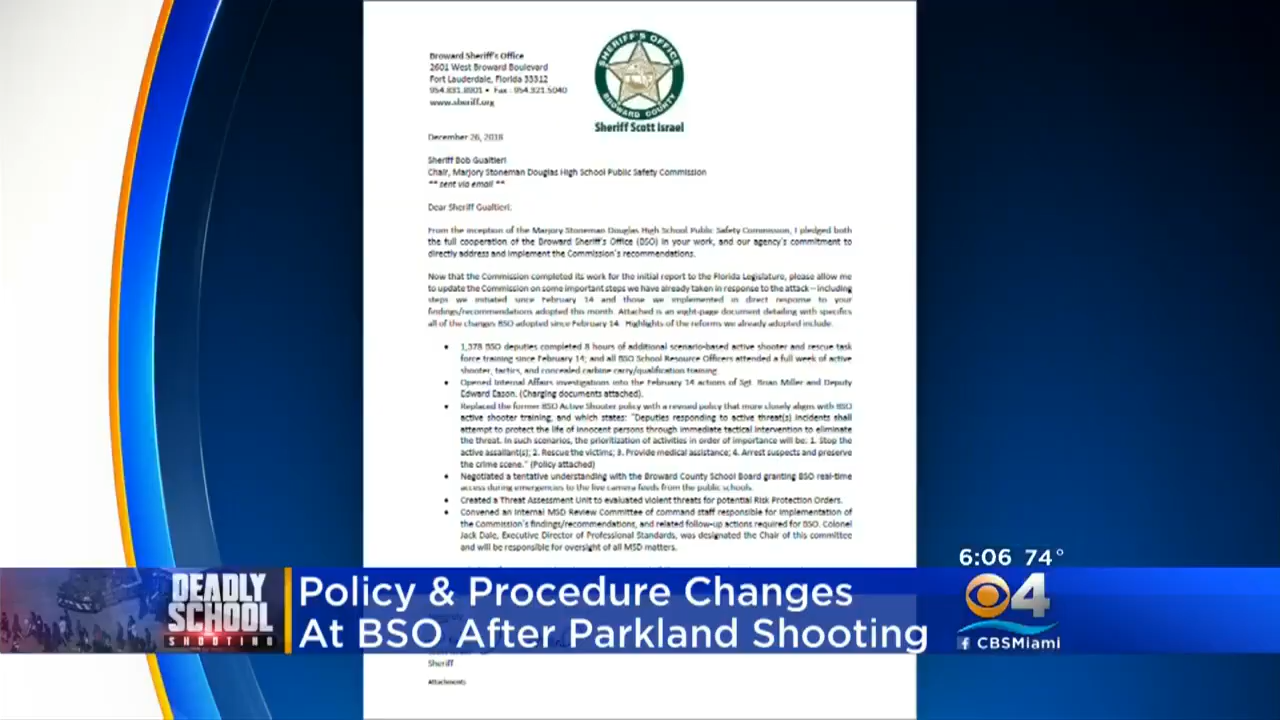 Broward Sheriff's Office
2601 West Broward Boulevard
Fort Lauderdale, Florida 33312
954.831.8901 • Fax: 954.321.5040
www.sheriff.org
SHERIFF'S OFFICE
BROWARD COUNTY
Sheriff Scott Israel
December 26, 2018
Sheriff Bob Gualtieri
Chair, Marjory Stoneman Douglas High School Public Safety Commission
** sent via email **
Dear Sheriff Gualtieri:
From the inception of the Marjory Stoneman Douglas High School Public Safety Commission, I pledged both
the full cooperation of the Broward Sheriff's Office (BSO) in your work, and our agency's commitment to
directly address and implement the Commission's recommendations.
Now that the Commission completed its work for the initial report to the Florida Legislature, please allow me
to update the Commission on some important steps we have already taken in response to the attack – including
steps we initiated since February 14 and those we implemented in direct response to your
findings/recommendations adopted this month. Attached is an eight-page document detailing with specifics
all of the changes BSO adopted since February 14. Highlights of the reforms we already adopted include:
• 1,378 BSO deputies completed 8 hours of additional scenario-based active shooter and rescue task
force training since February 14; and all BSO School Resource Officers attended a full week of active
shooter, tactics, and concealed carbine carry/qualification training
• Opened Internal Affairs investigations into the February 14 actions of Sgt. Brian Miller and Deputy
Edward Eason. (Charging documents attached).
• Replaced the former BSO Active Shooter policy with a revised policy that more closely aligns with BSO
active shooter training, and which states: "Deputies responding to active threat(s) incidents shall
attempt to protect the life of innocent persons through immediate tactical intervention to eliminate
the threat. In such scenarios, the prioritization of activities in order of importance will be: 1. Stop the
active assailant(s); 2. Rescue the victims; 3. Provide medical assistance; 4. Arrest suspects and preserve
the crime scene." (Policy attached)
• Negotiated a tentative understanding with the Broward County School Board granting BSO real-time
access during emergencies to the live camera feeds from the public schools.
• Created a Threat Assessment Unit to evaluated violent threats for potential Risk Protection Orders.
• Convened an Internal MSD Review Committee of command staff responsible for implementation of
the Commission's findings/recommendations, and related follow-up actions required for BSO. Colonel
Jack Dale, Executive Director of Professional Standards, was designated the Chair of this committee
and will be responsible for oversight of all MSD matters.
DEADLY
SCHOOL
SHOOTING
Policy & Procedure Changes
At BSO After Parkland Shooting
6:06 74°
4
CBSMiami
Sheriff
Attachments